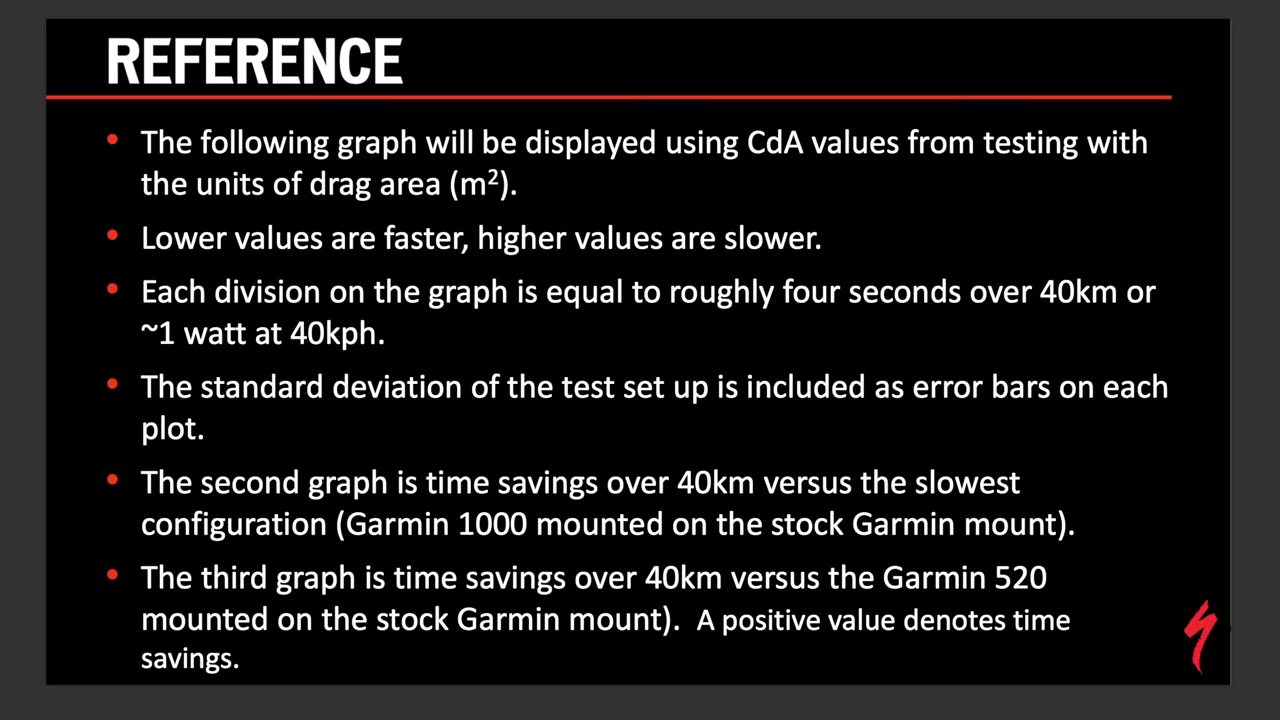 REFERENCE
• The following graph will be displayed using CdA values from testing with
the units of drag area (m²).
• Lower values are faster, higher values are slower.
• Each division on the graph is equal to roughly four seconds over 40km or
~1 watt at 40kph.
• The standard deviation of the test set up is included as error bars on each
plot.
• The second graph is time savings over 40km versus the slowest
configuration (Garmin 1000 mounted on the stock Garmin mount).
• The third graph is time savings over 40km versus the Garmin 520
mounted on the stock Garmin mount). A positive value denotes time
savings.